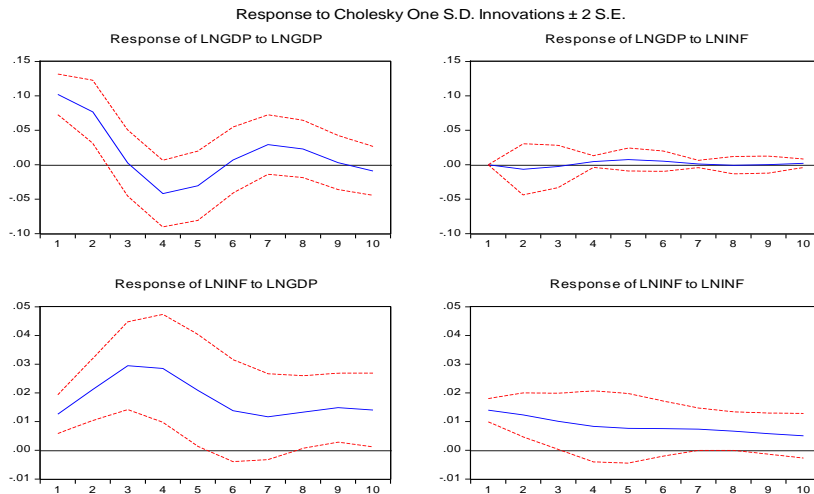 Response to Cholesky One S.D. Innovations ± 2 S.E.
Response of LNGDP to LNGDP
.15
.10
.05
.00
-.05
-.10
1 2 3 4 5 6 7 8 9 10
Response of LNGDP to LNINF
.15
.10
.05
.00
-.05
-.10
1 2 3 4 5 6 7 8 9 10
Response of LNINF to LNGDP
.05
.04
.03
.02
.01
.00
-.01
1 2 3 4 5 6 7 8 9 10
Response of LNINF to LNINF
.05
.04
.03
.02
.01
.00
-.01
1 2 3 4 5 6 7 8 9 10